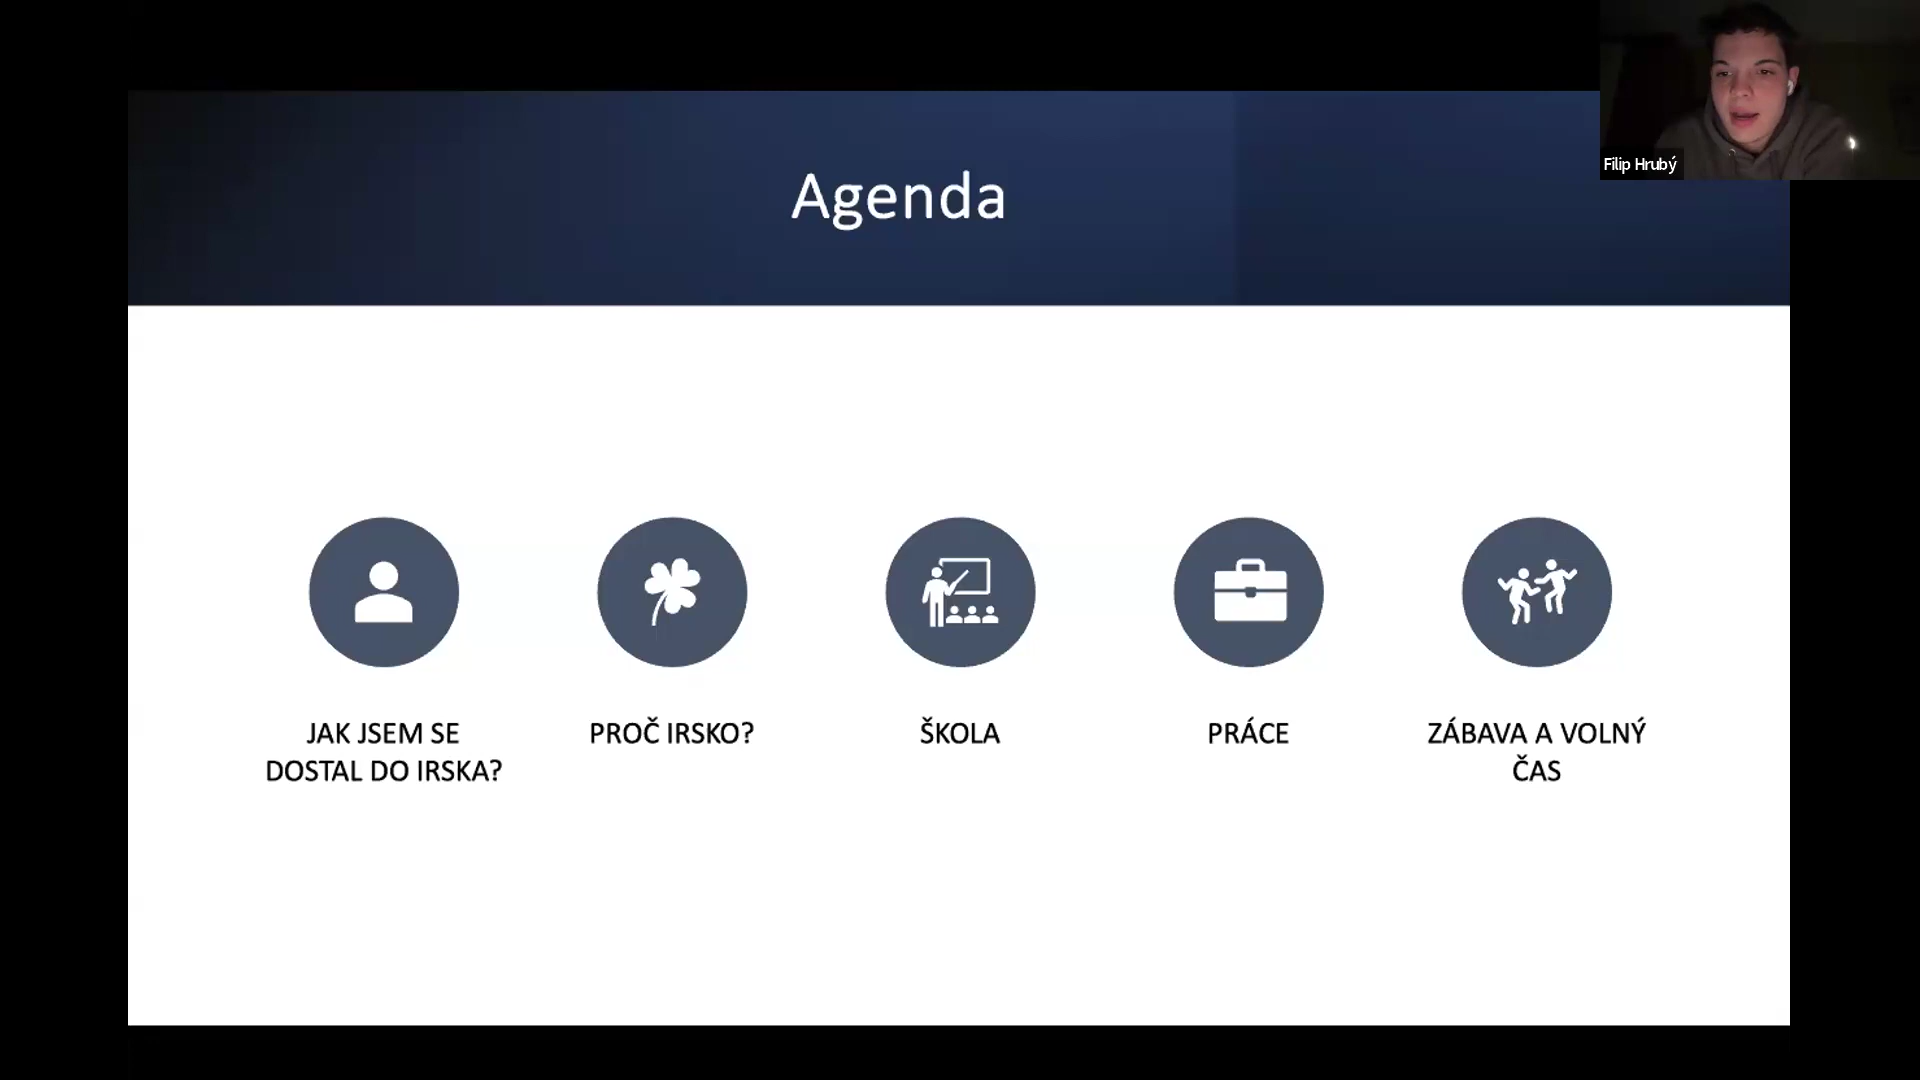 Filip Hrubý
Agenda
JAK JSEM SE
DOSTAL DO IRSKA?
PROČ IRSKO?
ŠKOLA
PRÁCE
ZÁBAVA A VOLNÝ
ČAS